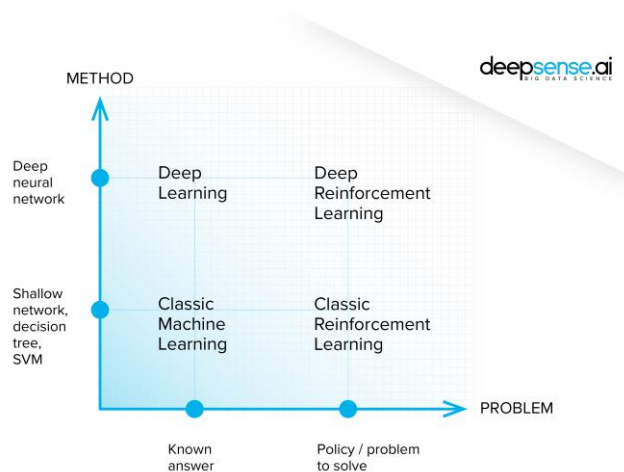 deepsense.ai
BIG DATA SCIENCE
METHOD
Deep
neural
network
Deep
Learning
Deep
Reinforcement
Learning
Shallow
network,
decision
tree,
SVM
Classic
Machine
Learning
Classic
Reinforcement
Learning
PROBLEM
Known
answer
Policy / problem
to solve